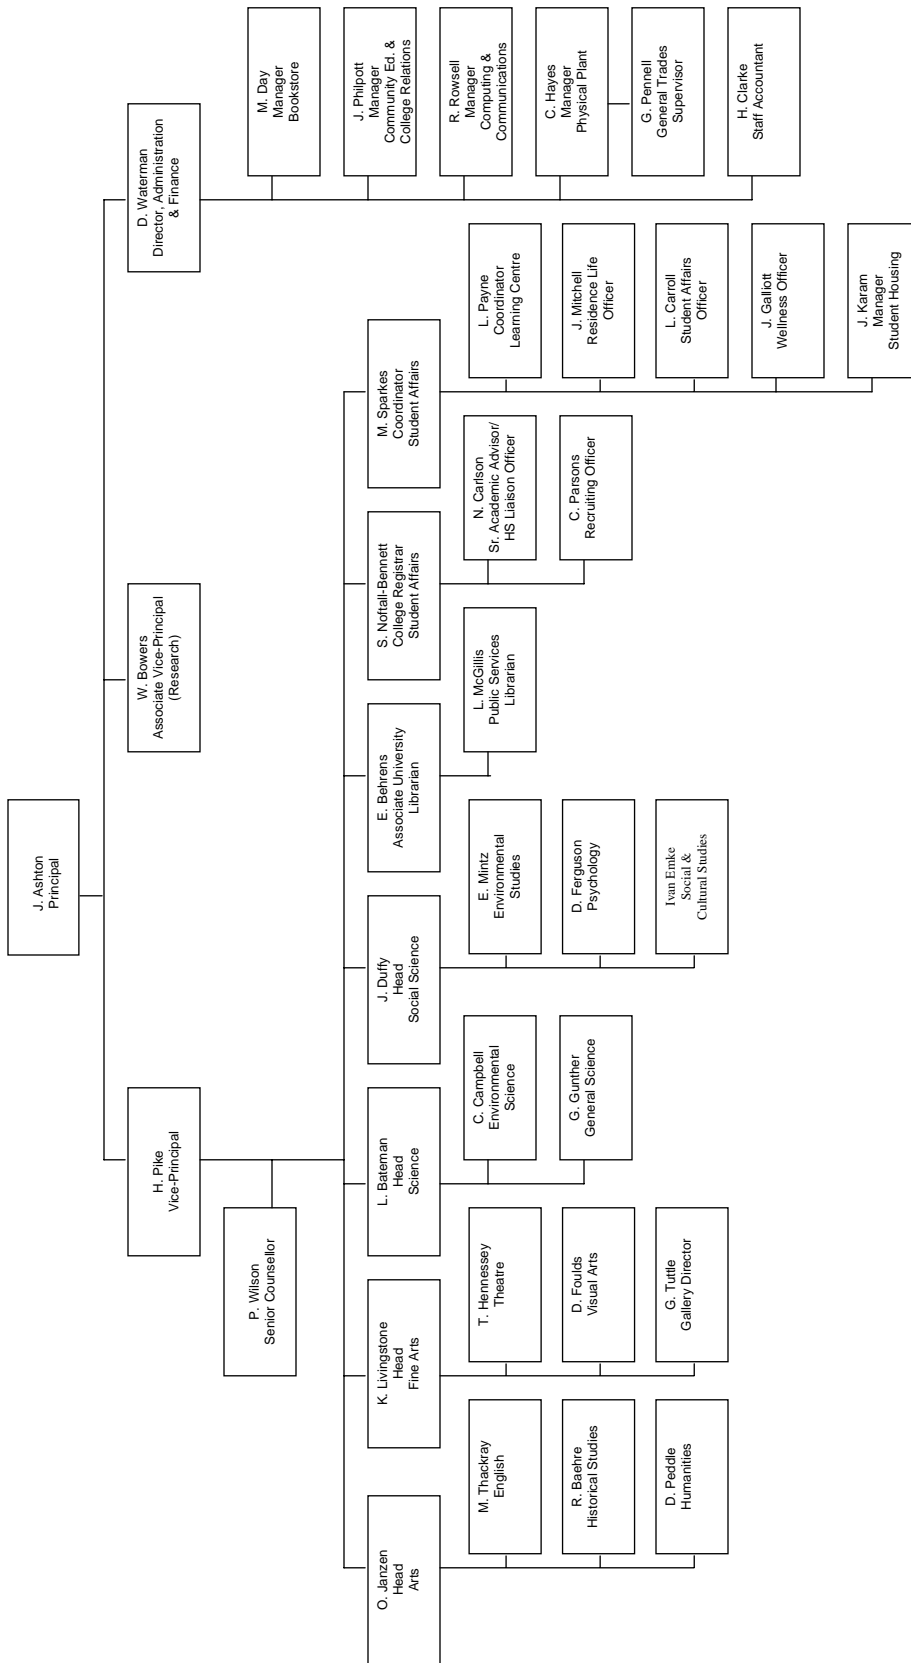 J. Ashton
Principal
H. Pike
Vice-Principal
W. Bowers
Associate Vice-Principal
(Research)
D. Waterman
Director, Administration
& Finance
P. Wilson
Senior Counsellor
O. Janzen
Head
Arts
K. Livingstone
Head
Fine Arts
L. Bateman
Head
Science
J. Duffy
Head
Social Science
E. Behrens
Associate University
Librarian
S. Noftall-Bennett
College Registrar
Student Affairs
M. Sparkes
Coordinator
Student Affairs
M. Thackray
English
R. Baehre
Historical Studies
D. Peddle
Humanities
T. Hennessey
Theatre
D. Foulds
Visual Arts
G. Tuttle
Gallery Director
C. Campbell
Environmental
Science
G. Gunther
General Science
E. Mintz
Environmental
Studies
D. Ferguson
Psychology
Ivan Emke
Social &
Cultural Studies
L. McGillis
Public Services
Librarian
N. Carlson
Sr. Academic Advisor/
HS Liaison Officer
C. Parsons
Recruiting Officer
L. Payne
Coordinator
Learning Centre
J. Mitchell
Residence Life
Officer
L. Carroll
Student Affairs
Officer
J. Galliott
Wellness Officer
J. Karam
Manager
Student Housing
M. Day
Manager
Bookstore
J. Philpott
Manager
Community Ed. &
College Relations
R. Rowsell
Manager
Computing &
Communications
C. Hayes
Manager
Physical Plant
G. Pennell
General Trades
Supervisor
H. Clarke
Staff Accountant